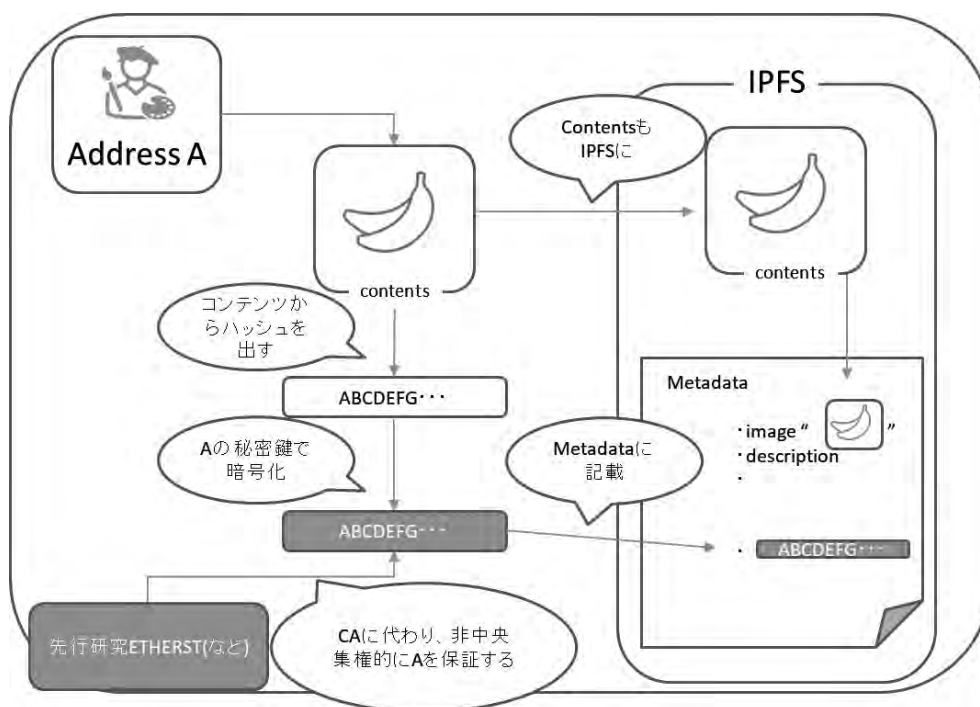 Address A
IPFS
Contentsも
IPFSに
contents
contents
コンテンツか
らハッシュを
出す
ABCDEFG・・・
Metadata
・image “ ”
・description
・
Aの秘密鍵で
暗号化
Metadataに
記載
ABCDEFG・・・
・ ABCDEFG・・・
先行研究ETHERST(など)
CAに代わり、非中央
集権的にAを保証する